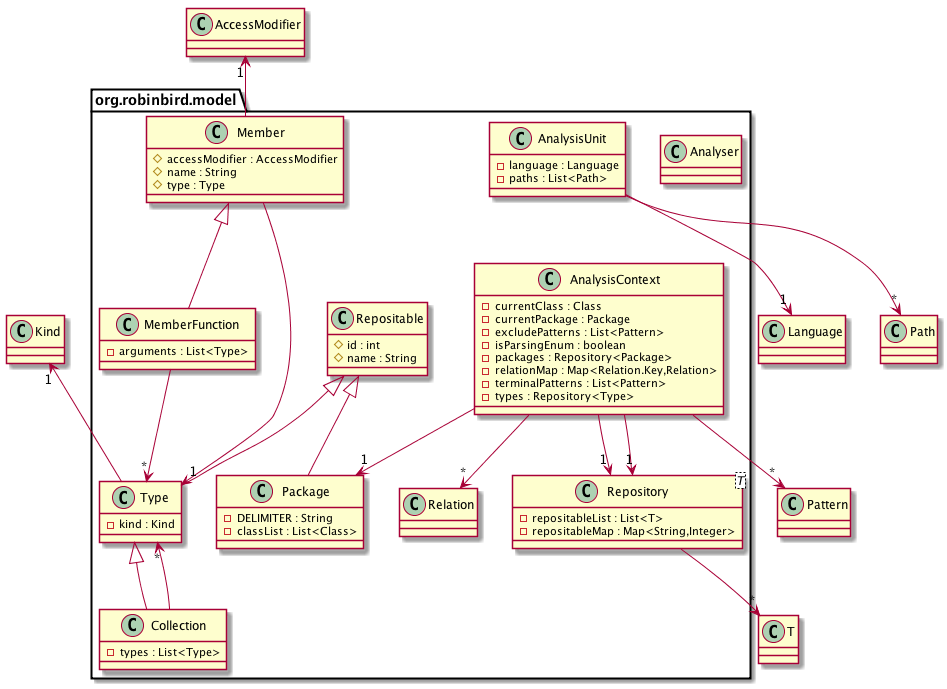 C AccessModifier
1
org.robinbird.model
C Member
accessModifier : AccessModifier
name : String
type : Type
C AnalysisUnit
language : Language
paths : List<Path>
C Analyser
C AnalysisContext
currentClass : Class
currentPackage : Package
excludePatterns : List<Pattern>
isParsingEnum : boolean
packages : Repository<Package>
relationMap : Map<Relation.Key,Relation>
terminalPatterns : List<Pattern>
types : Repository<Type>
1
*
C Kind
C MemberFunction
arguments : List<Type>
C Repositable
id : int
name : String
C Language
C Path
1
*
1
1
*
1
1
*
C Type
kind : Kind
C Package
DELIMITER : String
classList : List<Class>
C Relation
C Repository T
repositableList : List<T>
repositableMap : Map<String,Integer>
C Pattern
*
*
C Collection
types : List<Type>
C T